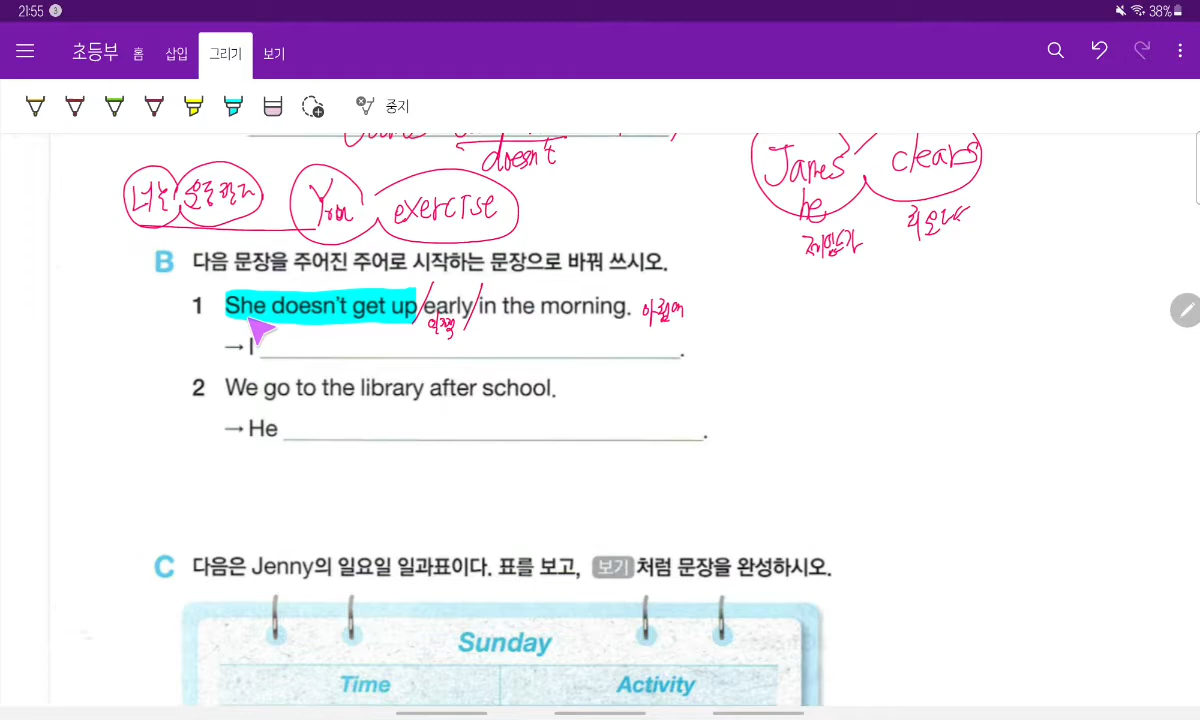 21:55 3 38%
초등부 홈 삽입 그리기 보기
중지
doesn't
James cleans
너는 운동한다 You exercise
he
B 다음 문장을 주어진 주어로 시작하는 문장으로 바꿔 쓰시오.
1 She doesn't get up / early / in the morning. 아침에
일찍
→ I .
2 We go to the library after school.
→ He .
C 다음은 Jenny의 일요일 일과표이다. 표를 보고, 보기 처럼 문장을 완성하시오.
Sunday
Time Activity